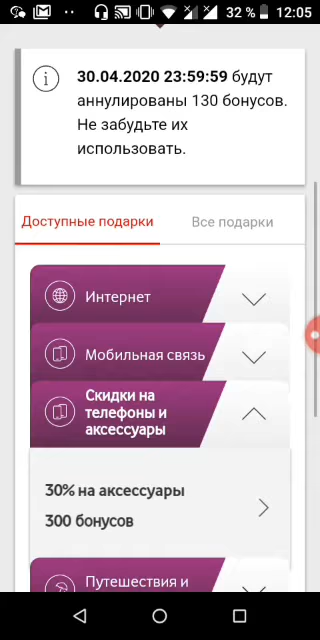 32 % 12:05
30.04.2020 23:59:59 будут
аннулированы 130 бонусов.
Не забудьте их
использовать.
Доступные подарки Все подарки
Интернет
Мобильная связь
Скидки на
телефоны и
аксессуары
30% на аксессуары
300 бонусов
Путешествия и